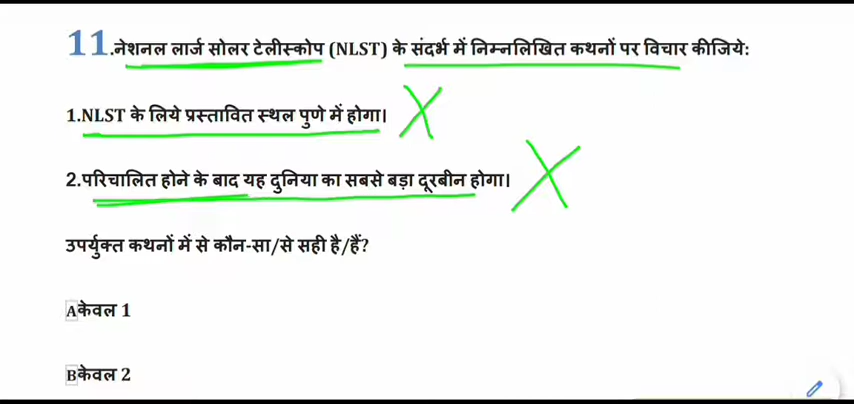 11.नेशनल लार्ज सोलर टेलीस्कोप (NLST) के संदर्भ में निम्नलिखित कथनों पर विचार कीजिये:
1.NLST के लिये प्रस्तावित स्थल पुणे में होगा।
2.परिचालित होने के बाद यह दुनिया का सबसे बड़ा दूरबीन होगा।
उपर्युक्त कथनों में से कौन-सा/से सही है/हैं?
Aकेवल 1
Bकेवल 2